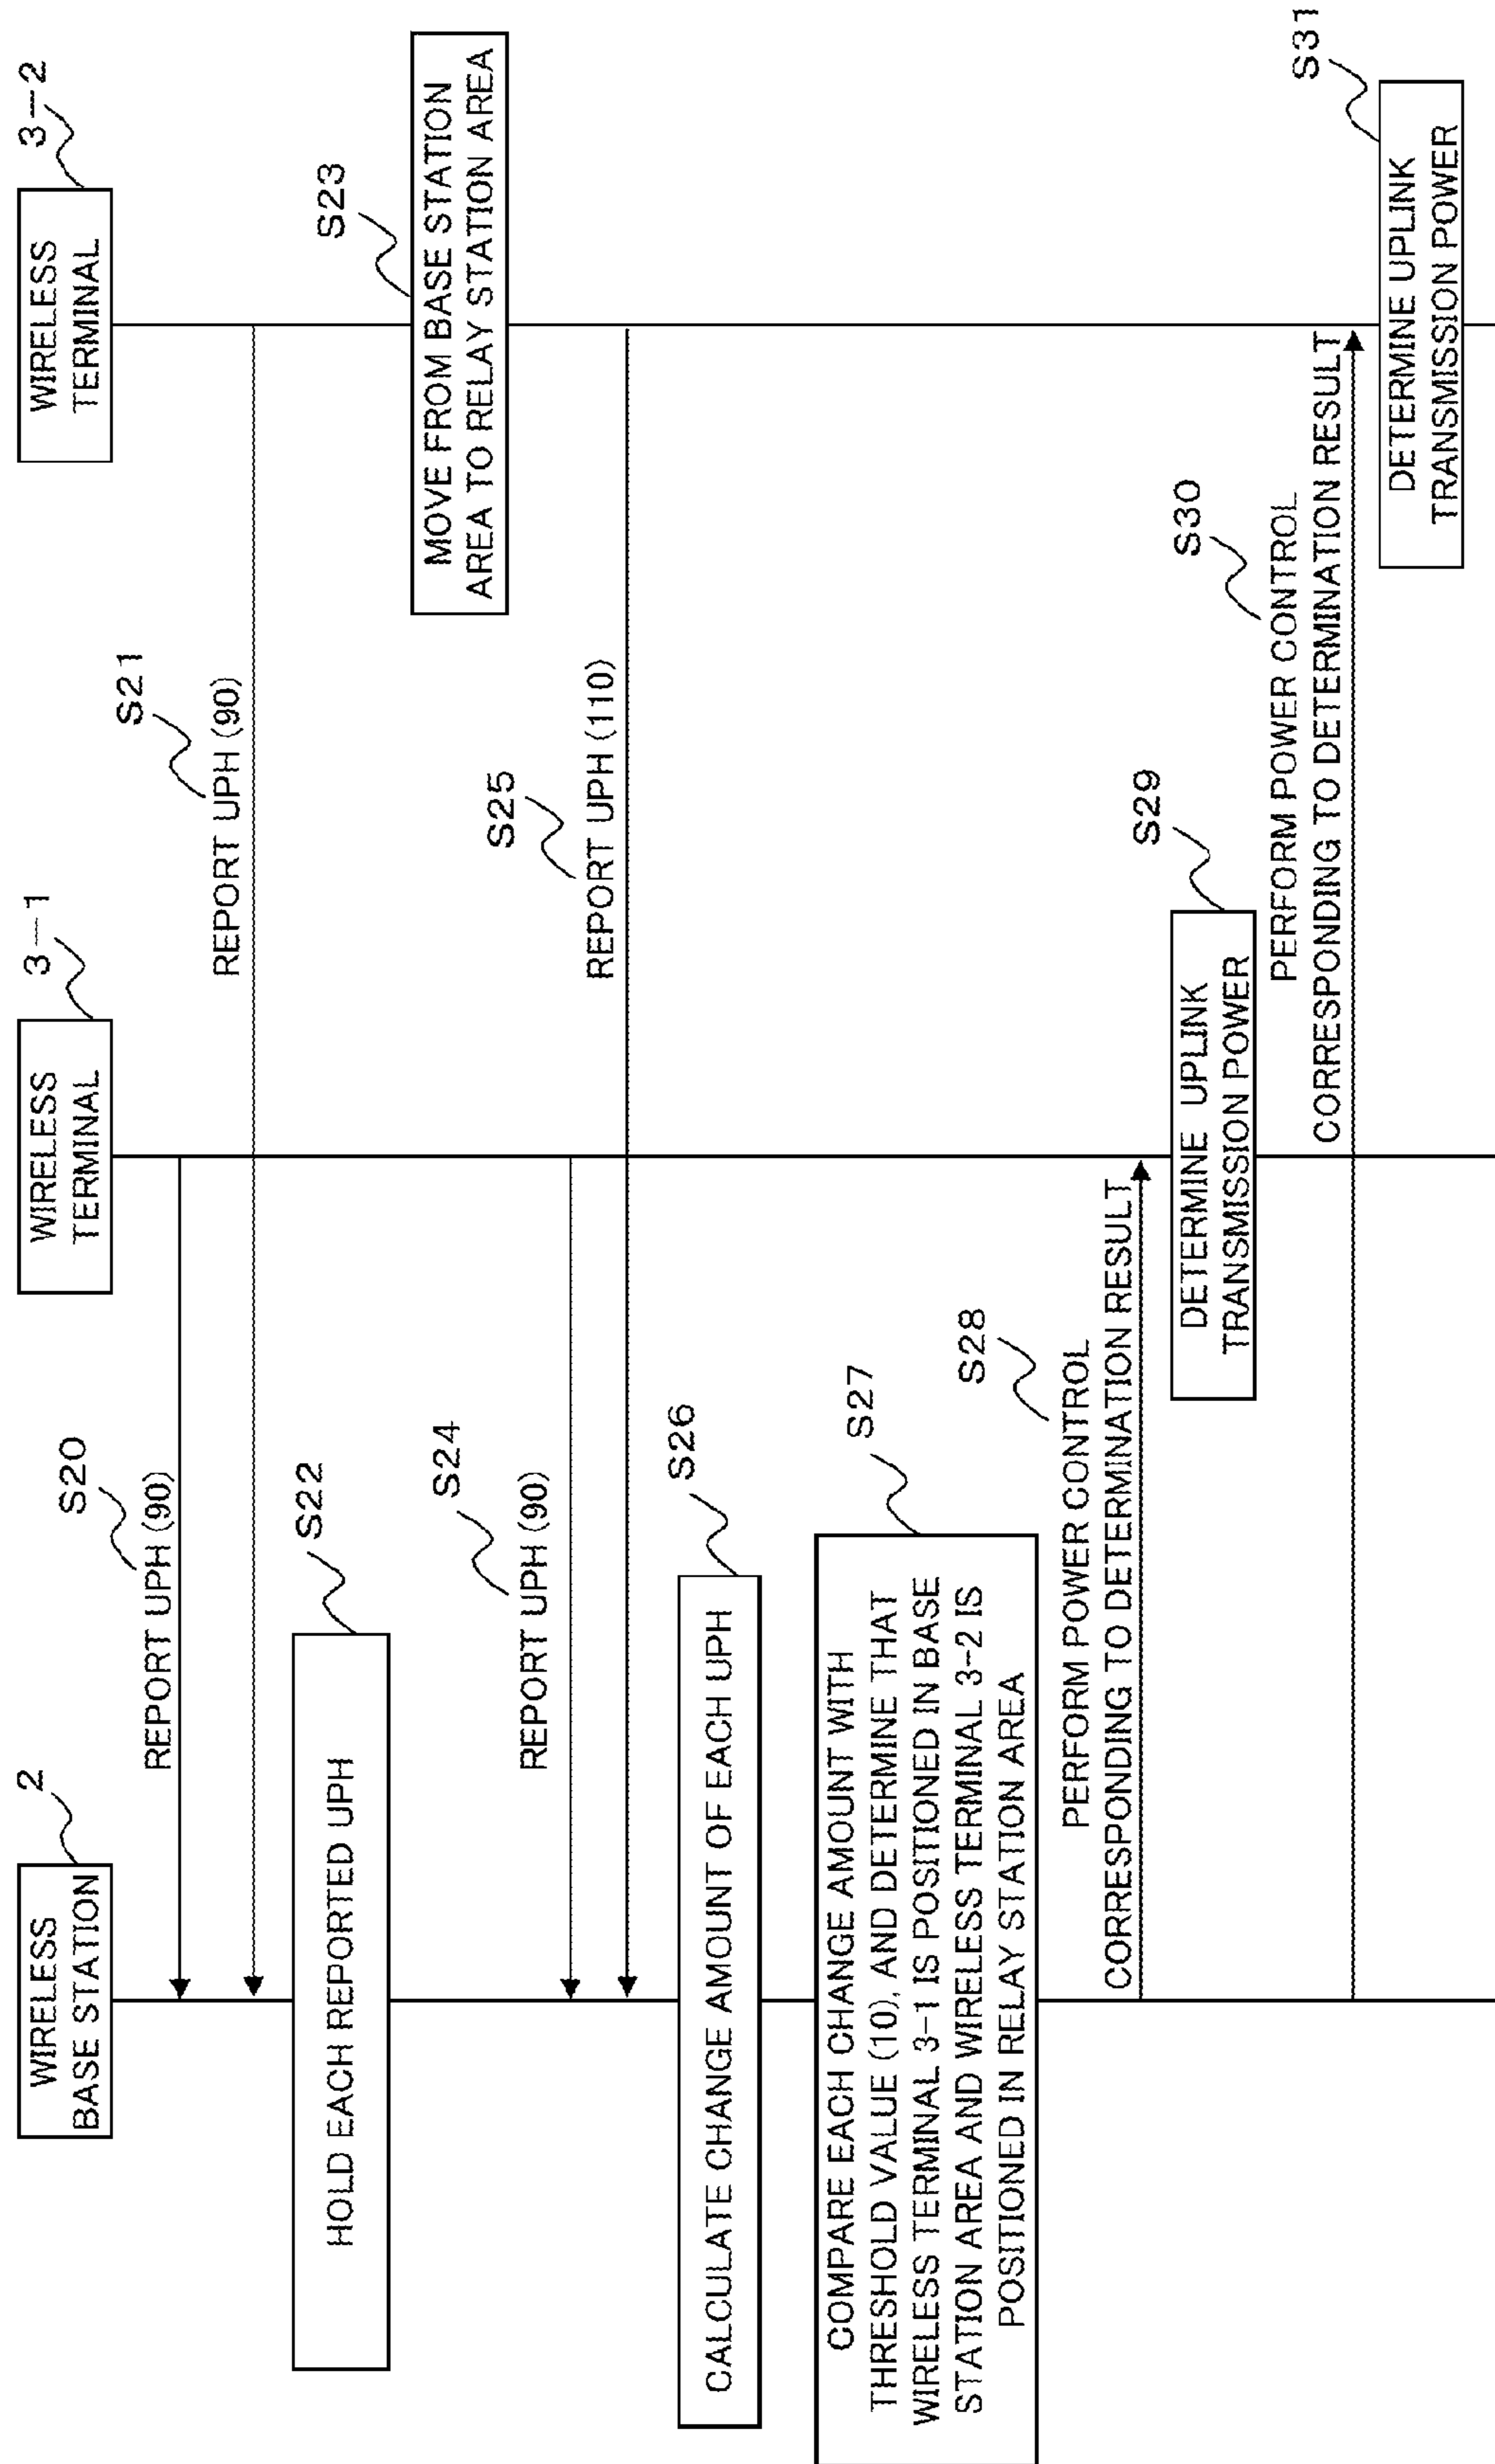 WIRELESS
BASE STATION
2
WIRELESS
TERMINAL
3-1
WIRELESS
TERMINAL
3-2
S20
REPORT UPH (90)
S21
REPORT UPH (90)
S22
HOLD EACH REPORTED UPH
S23
MOVE FROM BASE STATION
AREA TO RELAY STATION AREA
S24
REPORT UPH (90)
S25
REPORT UPH (110)
S26
CALCULATE CHANGE AMOUNT OF EACH UPH
S27
COMPARE EACH CHANGE AMOUNT WITH
THRESHOLD VALUE (10), AND DETERMINE THAT
WIRELESS TERMINAL 3-1 IS POSITIONED IN BASE
STATION AREA AND WIRELESS TERMINAL 3-2 IS
POSITIONED IN RELAY STATION AREA
S28
PERFORM POWER CONTROL
CORRESPONDING TO DETERMINATION RESULT
S29
DETERMINE UPLINK
TRANSMISSION POWER
S30
PERFORM POWER CONTROL
CORRESPONDING TO DETERMINATION RESULT
S31
DETERMINE UPLINK
TRANSMISSION POWER